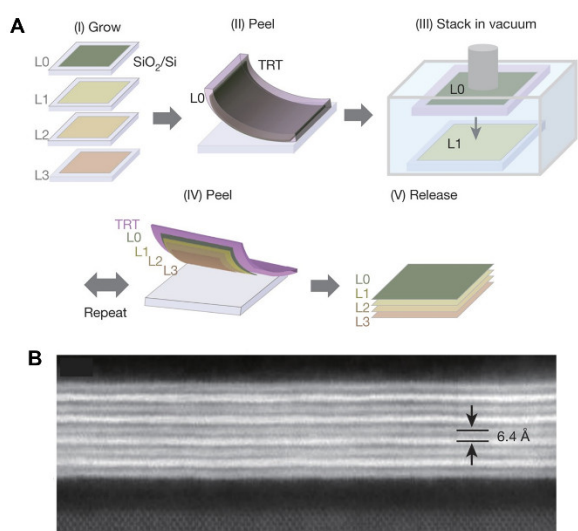 A
(I) Grow
(II) Peel
(III) Stack in vacuum
L0
SiO₂/Si
L1
L2
L3
TRT
L0
L0
L1
(IV) Peel
(V) Release
TRT
L0
L1
L2
L3
Repeat
L0
L1
L2
L3
B
6.4 Å